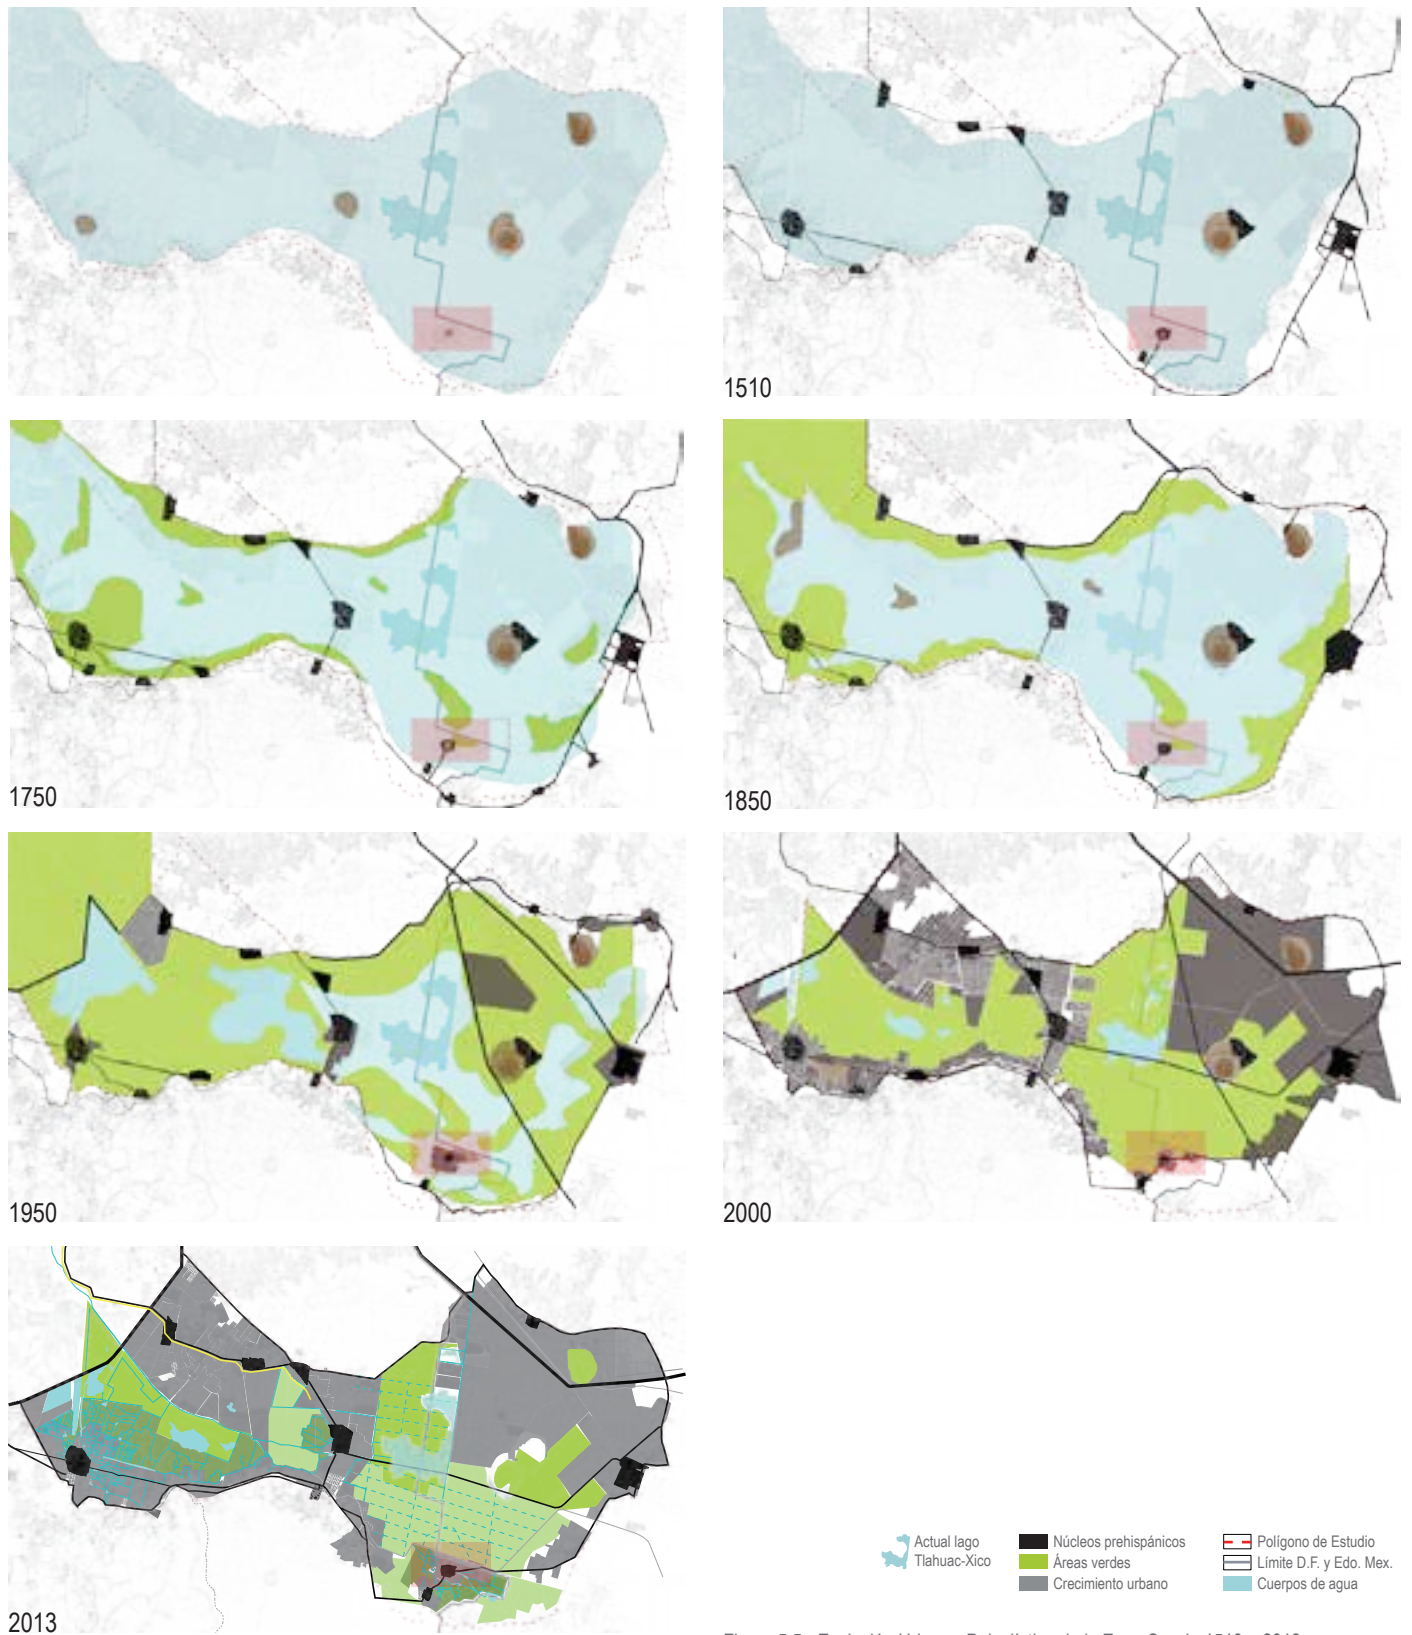 1510
1750
1850
1950
2000
2013
Actual lago
Tlahuac-Xico
Núcleos prehispánicos
Áreas verdes
Crecimiento urbano
Polígono de Estudio
Límite D.F. y Edo. Mex.
Cuerpos de agua